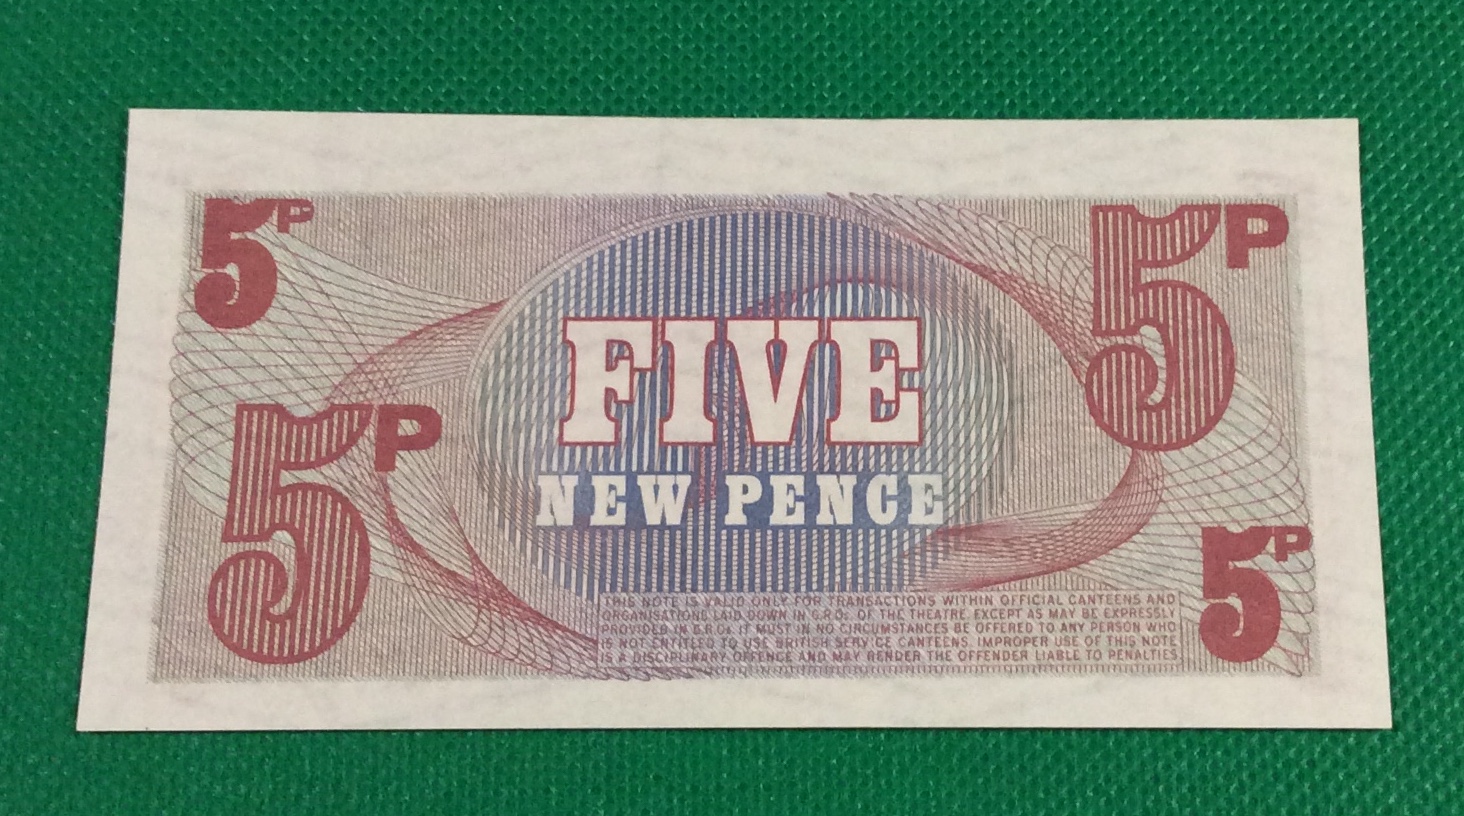 5P
5P
5P
FIVE
NEW PENCE
5P
THIS NOTE IS VALID ONLY FOR TRANSACTIONS WITHIN OFFICIAL CANTEENS AND
ORGANISATIONS LAID DOWN IN G.R.Os. OF THE THEATRE. EXCEPT AS MAY BE EXPRESSLY
PROVIDED IN G.R.Os. IT MUST IN NO CIRCUMSTANCES BE OFFERED TO ANY PERSON WHO
IS NOT ENTITLED TO USE BRITISH SERVICE CANTEENS. IMPROPER USE OF THIS NOTE
IS A DISCIPLINARY OFFENCE AND MAY RENDER THE OFFENDER LIABLE TO PENALTIES